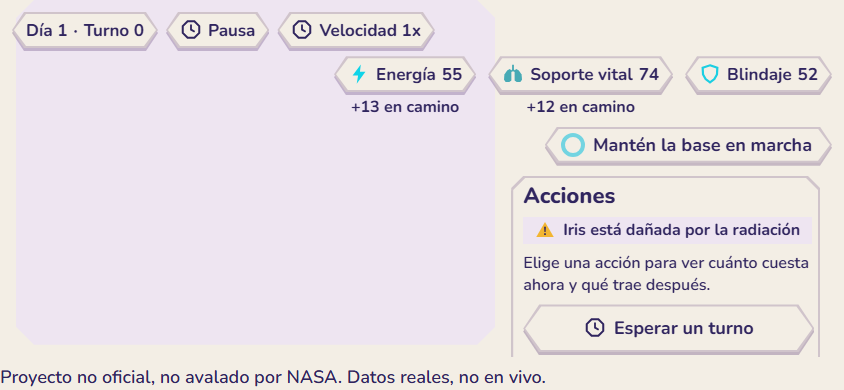 Día 1 · Turno 0
Pausa
Velocidad 1x
Energía 55
Soporte vital 74
Blindaje 52
+13 en camino
+12 en camino
Mantén la base en marcha
Acciones
Iris está dañada por la radiación
Elige una acción para ver cuánto cuesta
ahora y qué trae después.
Esperar un turno
Proyecto no oficial, no avalado por NASA. Datos reales, no en vivo.